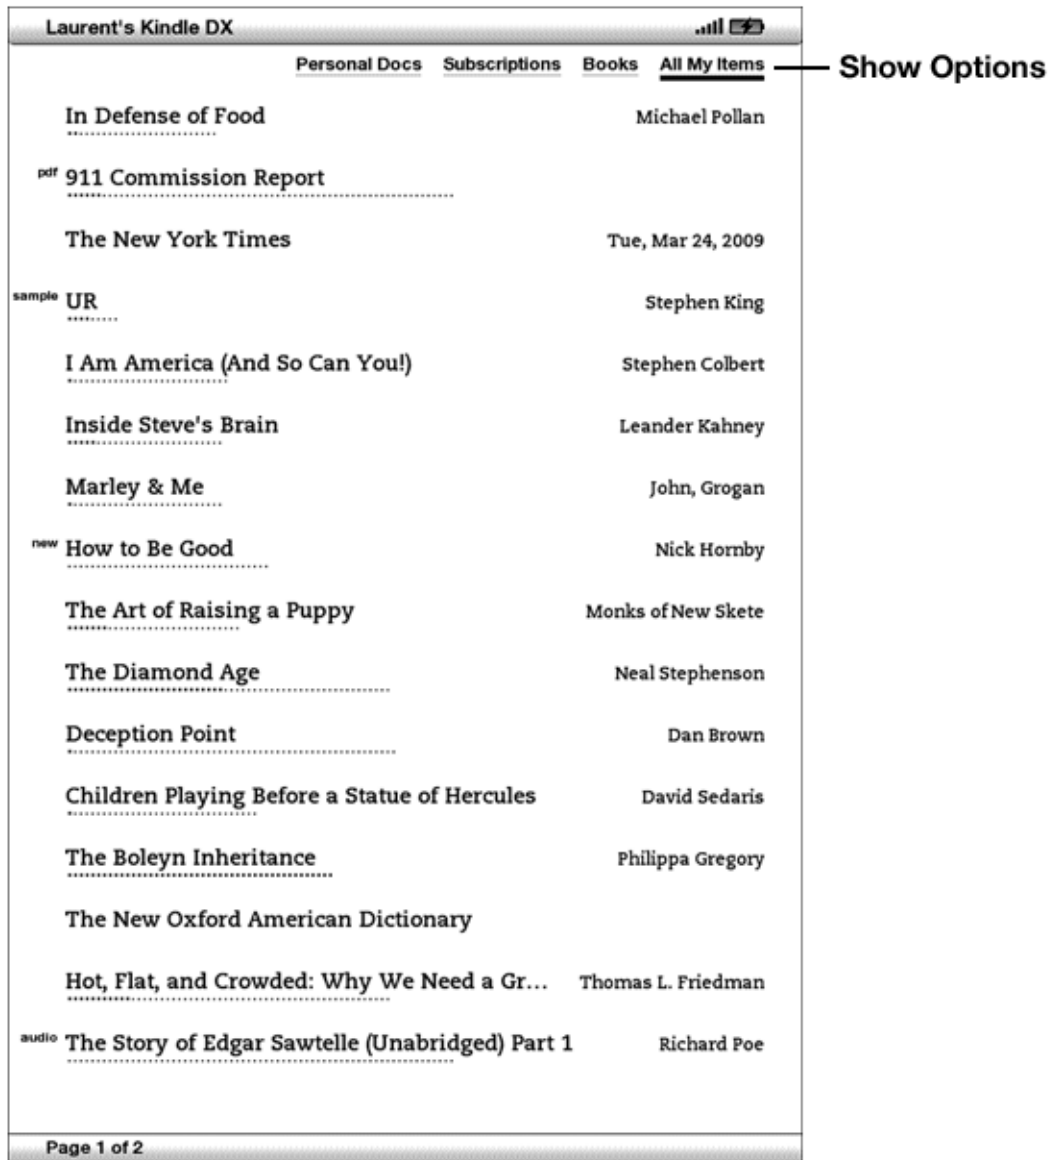 Laurent's Kindle DX
Personal Docs Subscriptions Books All My Items Show Options
In Defense of Food Michael Pollan
pdf 911 Commission Report
The New York Times Tue, Mar 24, 2009
sample UR Stephen King
I Am America (And So Can You!) Stephen Colbert
Inside Steve's Brain Leander Kahney
Marley & Me John, Grogan
new How to Be Good Nick Hornby
The Art of Raising a Puppy Monks of New Skete
The Diamond Age Neal Stephenson
Deception Point Dan Brown
Children Playing Before a Statue of Hercules David Sedaris
The Boleyn Inheritance Philippa Gregory
The New Oxford American Dictionary
Hot, Flat, and Crowded: Why We Need a Gr... Thomas L. Friedman
audio The Story of Edgar Sawtelle (Unabridged) Part 1 Richard Poe
Page 1 of 2